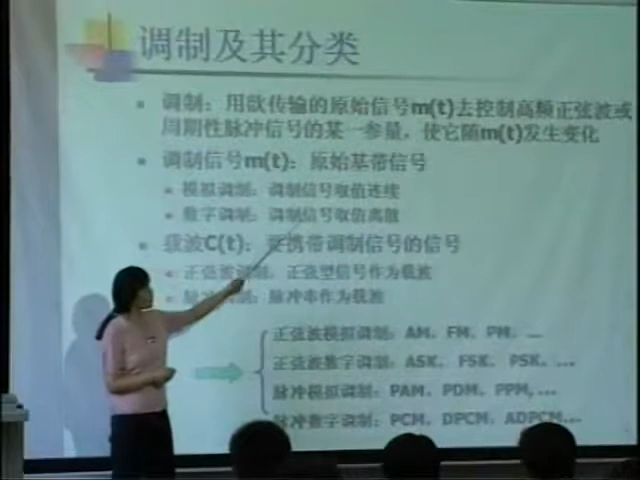 调制及其分类
调制：用欲传输的原始信号m(t)去控制高频正弦波或
周期性脉冲信号的某一参量，使它随m(t)发生变化
调制信号m(t)：原始基带信号
模拟调制：调制信号取值连续
数字调制：调制信号取值离散
载波C(t)：要携带调制信号的信号
正弦波调制：正弦型信号作为载波
脉冲调制：脉冲串作为载波
正弦波模拟调制：AM、FM、PM、...
正弦波数字调制：ASK、FSK、PSK、...
脉冲模拟调制：PAM、PDM、PPM,...
脉冲数字调制：PCM、DPCM、ADPCM...